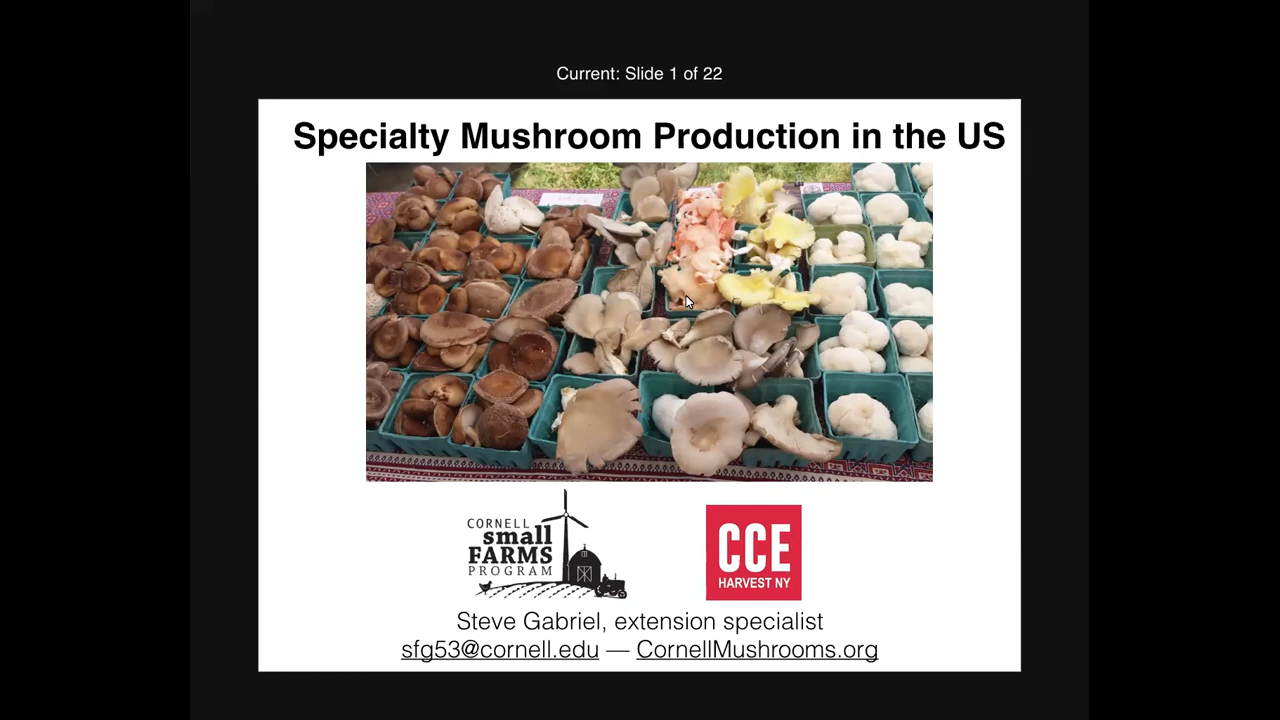 Current: Slide 1 of 22
Specialty Mushroom Production in the US
CORNELL
small
FARMS
PROGRAM
CCE
HARVEST NY
Steve Gabriel, extension specialist
sfg53@cornell.edu — CornellMushrooms.org